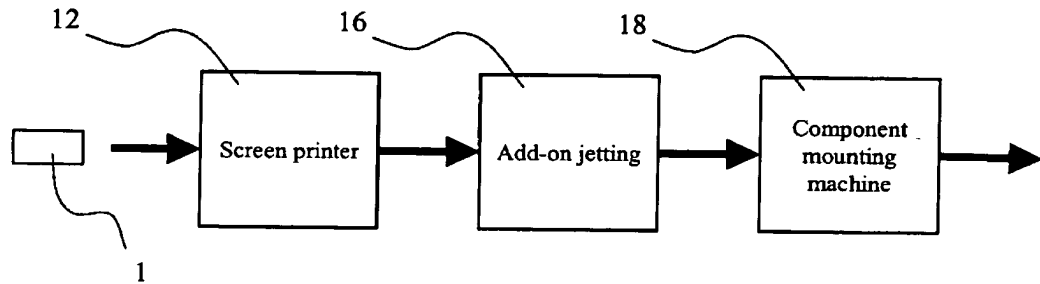 12
16
18
Screen printer
Add-on jetting
Component
mounting
machine
1